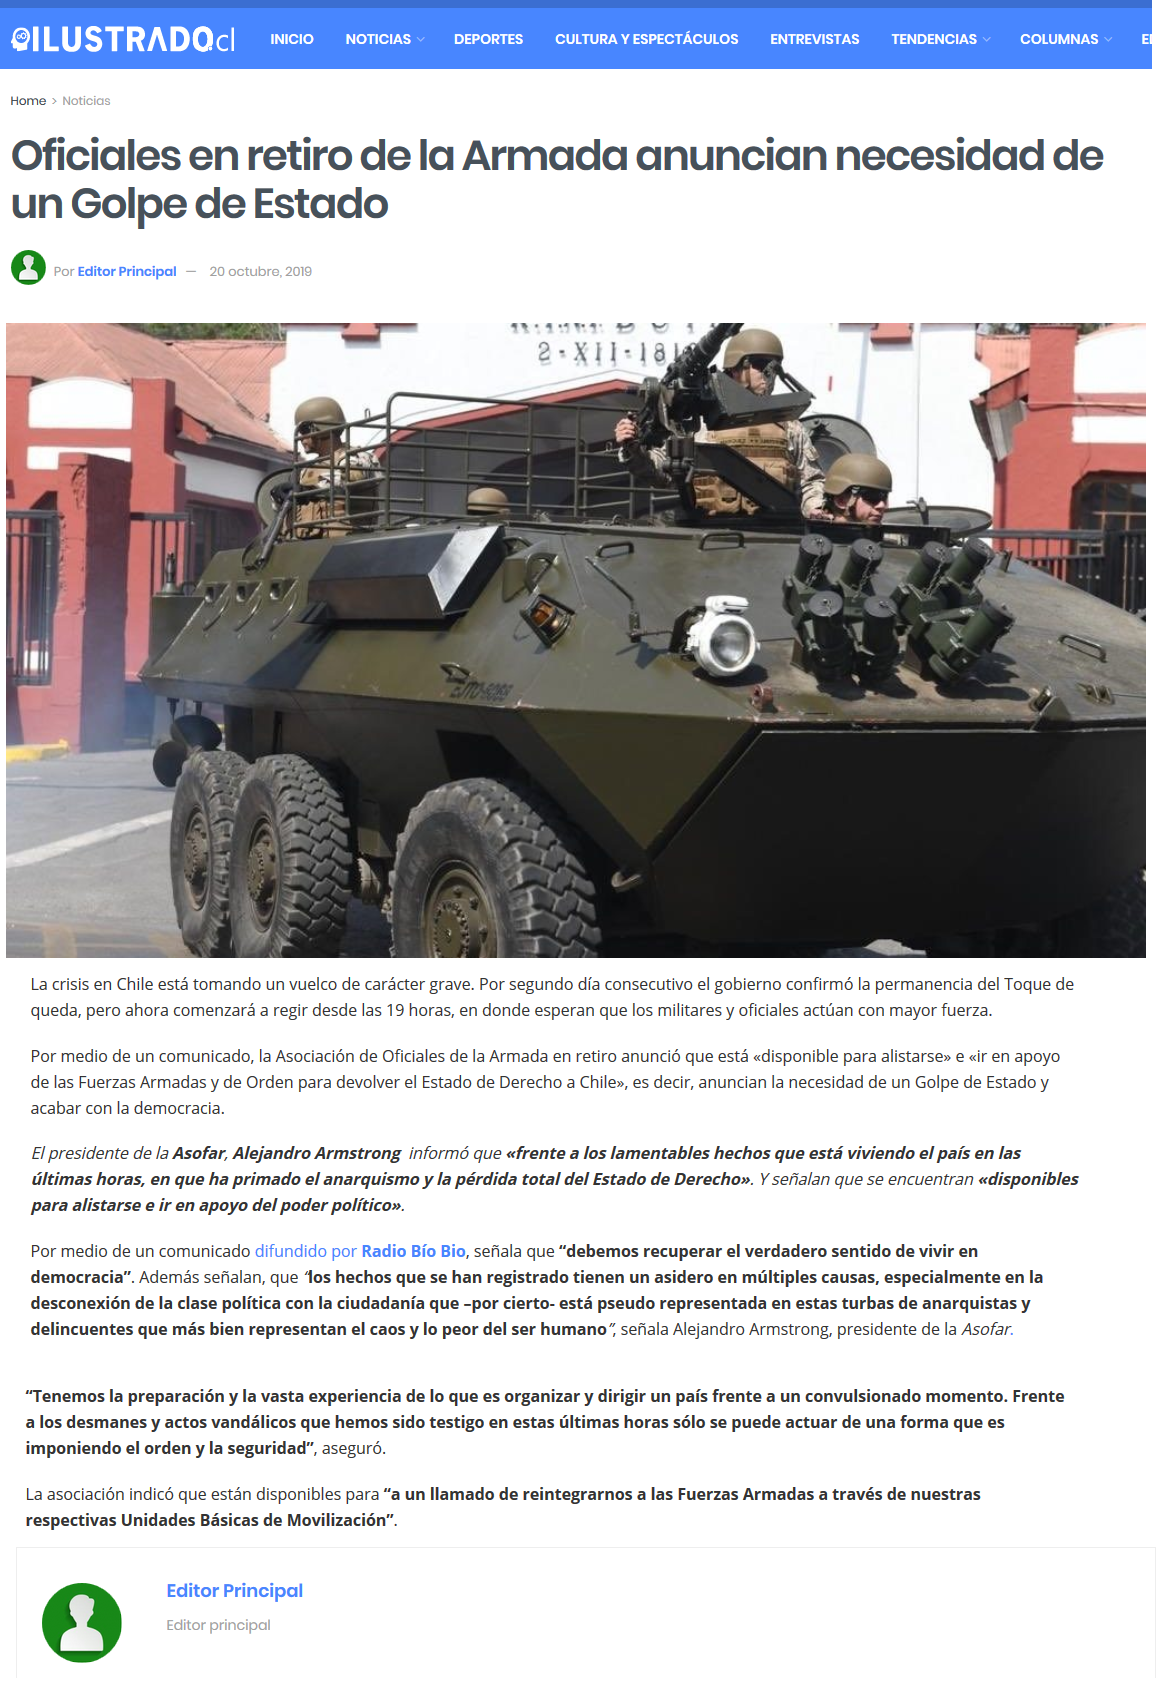 ILUSTRADO.cl
INICIO
NOTICIAS
DEPORTES
CULTURA Y ESPECTÁCULOS
ENTREVISTAS
TENDENCIAS
COLUMNAS
Home > Noticias
Oficiales en retiro de la Armada anuncian necesidad de
un Golpe de Estado
Por Editor Principal — 20 octubre, 2019
2-XII-181
La crisis en Chile está tomando un vuelco de carácter grave. Por segundo día consecutivo el gobierno confirmó la permanencia del Toque de
queda, pero ahora comenzará a regir desde las 19 horas, en donde esperan que los militares y oficiales actúan con mayor fuerza.
Por medio de un comunicado, la Asociación de Oficiales de la Armada en retiro anunció que está «disponible para alistarse» e «ir en apoyo
de las Fuerzas Armadas y de Orden para devolver el Estado de Derecho a Chile», es decir, anuncian la necesidad de un Golpe de Estado y
acabar con la democracia.
El presidente de la Asofar, Alejandro Armstrong informó que «frente a los lamentables hechos que está viviendo el país en las
últimas horas, en que ha primado el anarquismo y la pérdida total del Estado de Derecho». Y señalan que se encuentran «disponibles
para alistarse e ir en apoyo del poder político».
Por medio de un comunicado difundido por Radio Bío Bio, señala que “debemos recuperar el verdadero sentido de vivir en
democracia”. Además señalan, que “los hechos que se han registrado tienen un asidero en múltiples causas, especialmente en la
desconexión de la clase política con la ciudadanía que –por cierto- está pseudo representada en estas turbas de anarquistas y
delincuentes que más bien representan el caos y lo peor del ser humano”, señala Alejandro Armstrong, presidente de la Asofar.
“Tenemos la preparación y la vasta experiencia de lo que es organizar y dirigir un país frente a un convulsionado momento. Frente
a los desmanes y actos vandálicos que hemos sido testigo en estas últimas horas sólo se puede actuar de una forma que es
imponiendo el orden y la seguridad”, aseguró.
La asociación indicó que están disponibles para “a un llamado de reintegrarnos a las Fuerzas Armadas a través de nuestras
respectivas Unidades Básicas de Movilización”.
Editor Principal
Editor principal